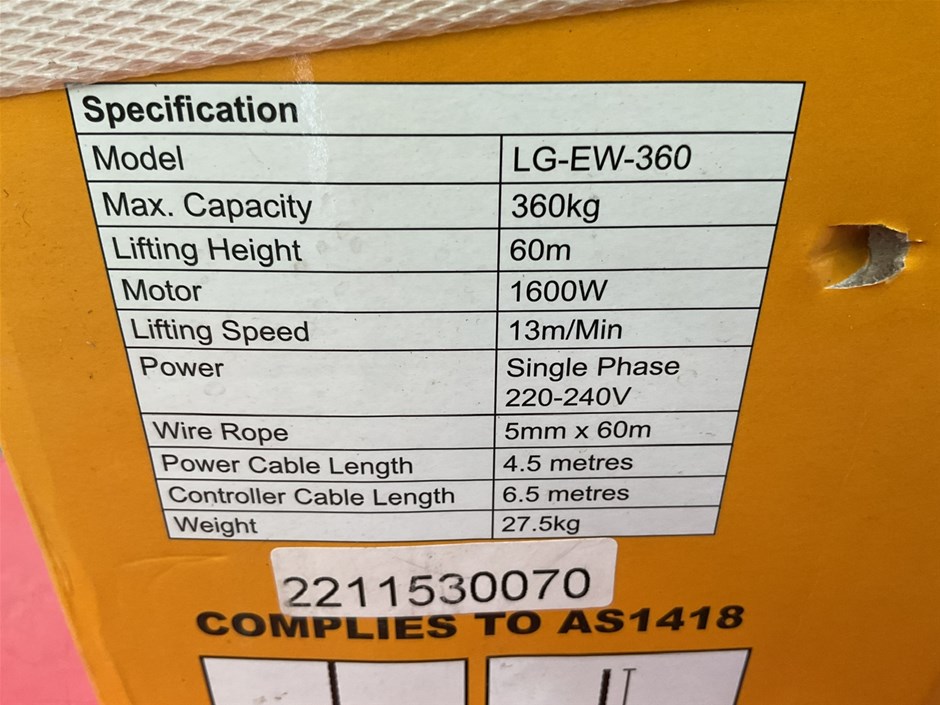 Specification
Model LG-EW-360
Max. Capacity 360kg
Lifting Height 60m
Motor 1600W
Lifting Speed 13m/Min
Power Single Phase
220-240V
Wire Rope 5mm x 60m
Power Cable Length 4.5 metres
Controller Cable Length 6.5 metres
Weight 27.5kg
2211530070
COMPLIES TO AS1418